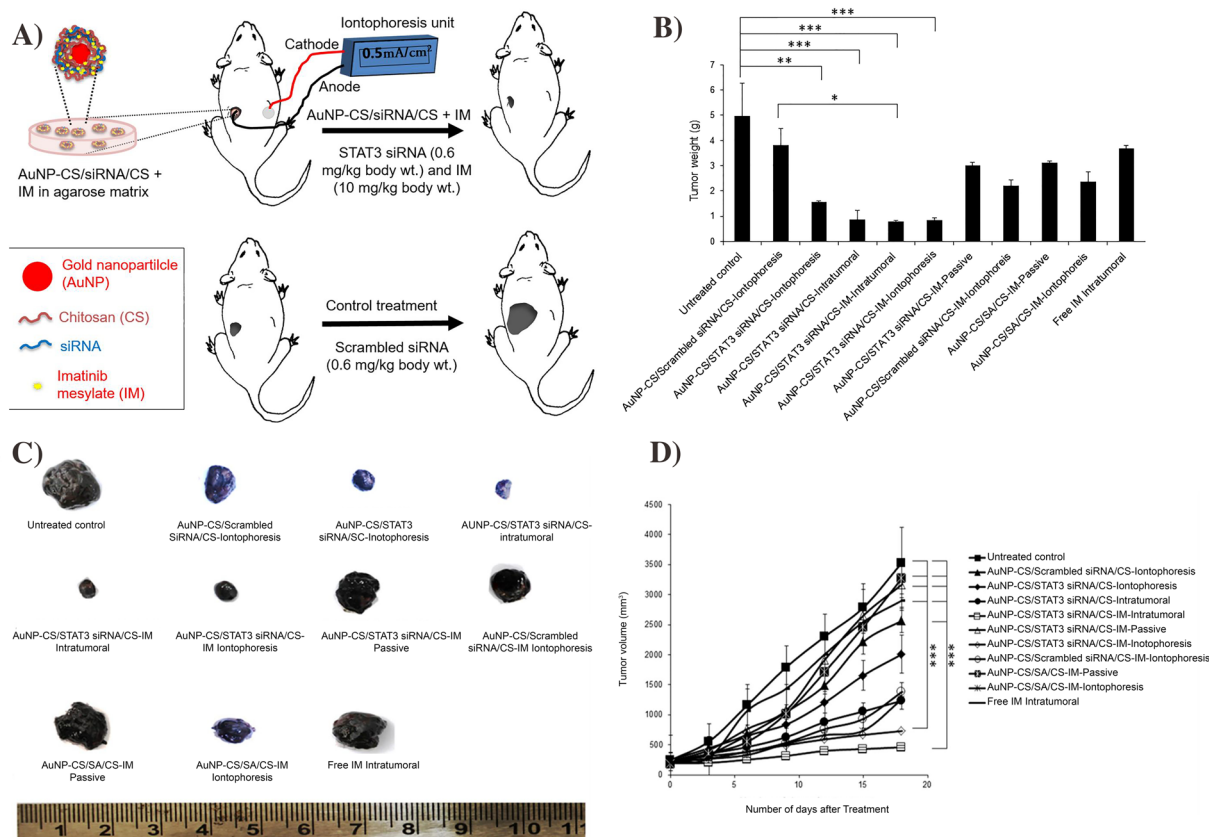 A)
Iontophoresis unit
Cathode
0.5mA/cm²
Anode
AuNP-CS/siRNA/CS + IM
STAT3 siRNA (0.6
mg/kg body wt.) and IM
(10 mg/kg body wt.)
AuNP-CS/siRNA/CS +
IM in agarose matrix
Gold nanopartilcle
(AuNP)
Chitosan (CS)
siRNA
Imatinib
mesylate (IM)
Control treatment
Scrambled siRNA
(0.6 mg/kg body wt.)
B)
***
***
***
**
*
Tumor weight (g)
7
6
5
4
3
2
1
0
Untreated control
AuNP-CS/Scrambled siRNA/CS-Iontophoresis
AuNP-CS/STAT3 siRNA/CS-Iontophoresis
AuNP-CS/STAT3 siRNA/CS-Intratumoral
AuNP-CS/STAT3 siRNA/CS-IM-Intratumoral
AuNP-CS/STAT3 siRNA/CS-IM-Iontophoresis
AuNP-CS/STAT3 siRNA/CS-IM-Passive
AuNP-CS/Scrambled siRNA/CS-IM-Iontophoreis
AuNP-CS/SA/CS-IM-Passive
AuNP-CS/SA/CS-IM-Iontophoreis
Free IM Intratumoral
C)
Untreated control
AuNP-CS/Scrambled
SiRNA/CS-Iontophoresis
AuNP-CS/STAT3
siRNA/SC-Inotophoresis
AUNP-CS/STAT3 siRNA/CS-
intratumoral
AuNP-CS/STAT3 siRNA/CS-IM
Intratumoral
AuNP-CS/STAT3 siRNA/CS-
IM Iontophoresis
AuNP-CS/STAT3 siRNA/CS-IM
Passive
AuNP-CS/Scrambled
siRNA/CS-IM Iontophoresis
AuNP-CS/SA/CS-IM
Passive
AuNP-CS/SA/CS-IM
Iontophoresis
Free IM Intratumoral
1 2 3 4 5 6 7 8 9 10 1
D)
Tumor volume (mm³)
4500
4000
3500
3000
2500
2000
1500
1000
500
0
0 5 10 15 20
Number of days after Treatment
***
***
Untreated control
AuNP-CS/Scrambled siRNA/CS-Iontophoresis
AuNP-CS/STAT3 siRNA/CS-Iontophoresis
AuNP-CS/STAT3 siRNA/CS-Intratumoral
AuNP-CS/STAT3 siRNA/CS-IM-Intratumoral
AuNP-CS/STAT3 siRNA/CS-IM-Passive
AuNP-CS/STAT3 siRNA/CS-IM-Inotophoresis
AuNP-CS/Scrambled siRNA/CS-IM-Iontophoresis
AuNP-CS/SA/CS-IM-Passive
AuNP-CS/SA/CS-IM-Iontophoresis
Free IM Intratumoral